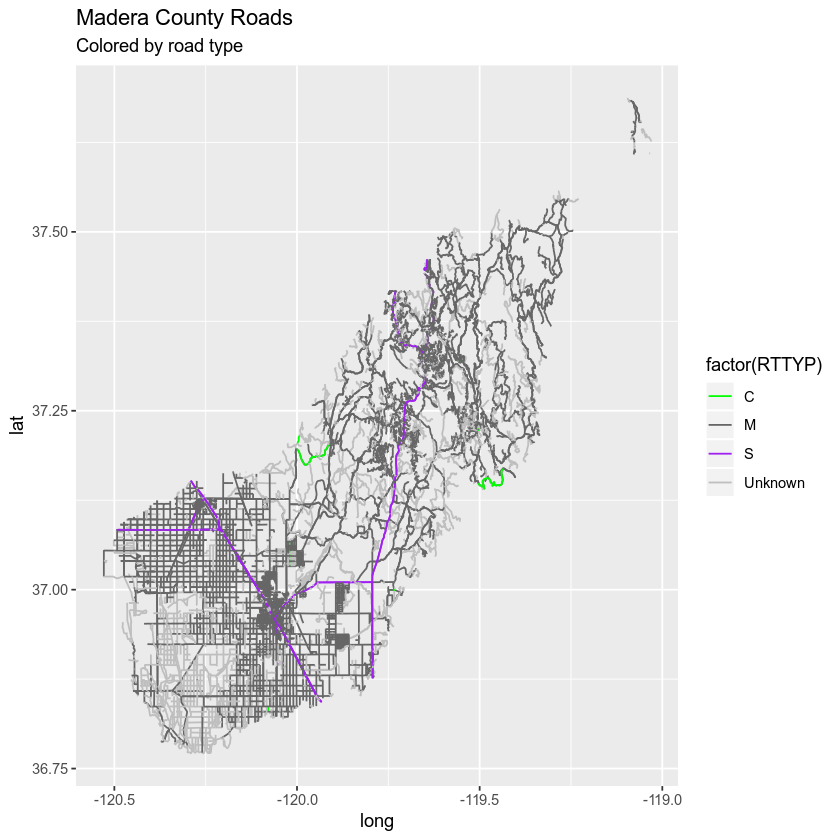 Madera County Roads
Colored by road type
37.50
37.25
37.00
36.75
lat
-120.5
-120.0
-119.5
-119.0
long
factor(RTTYP)
C
M
S
Unknown